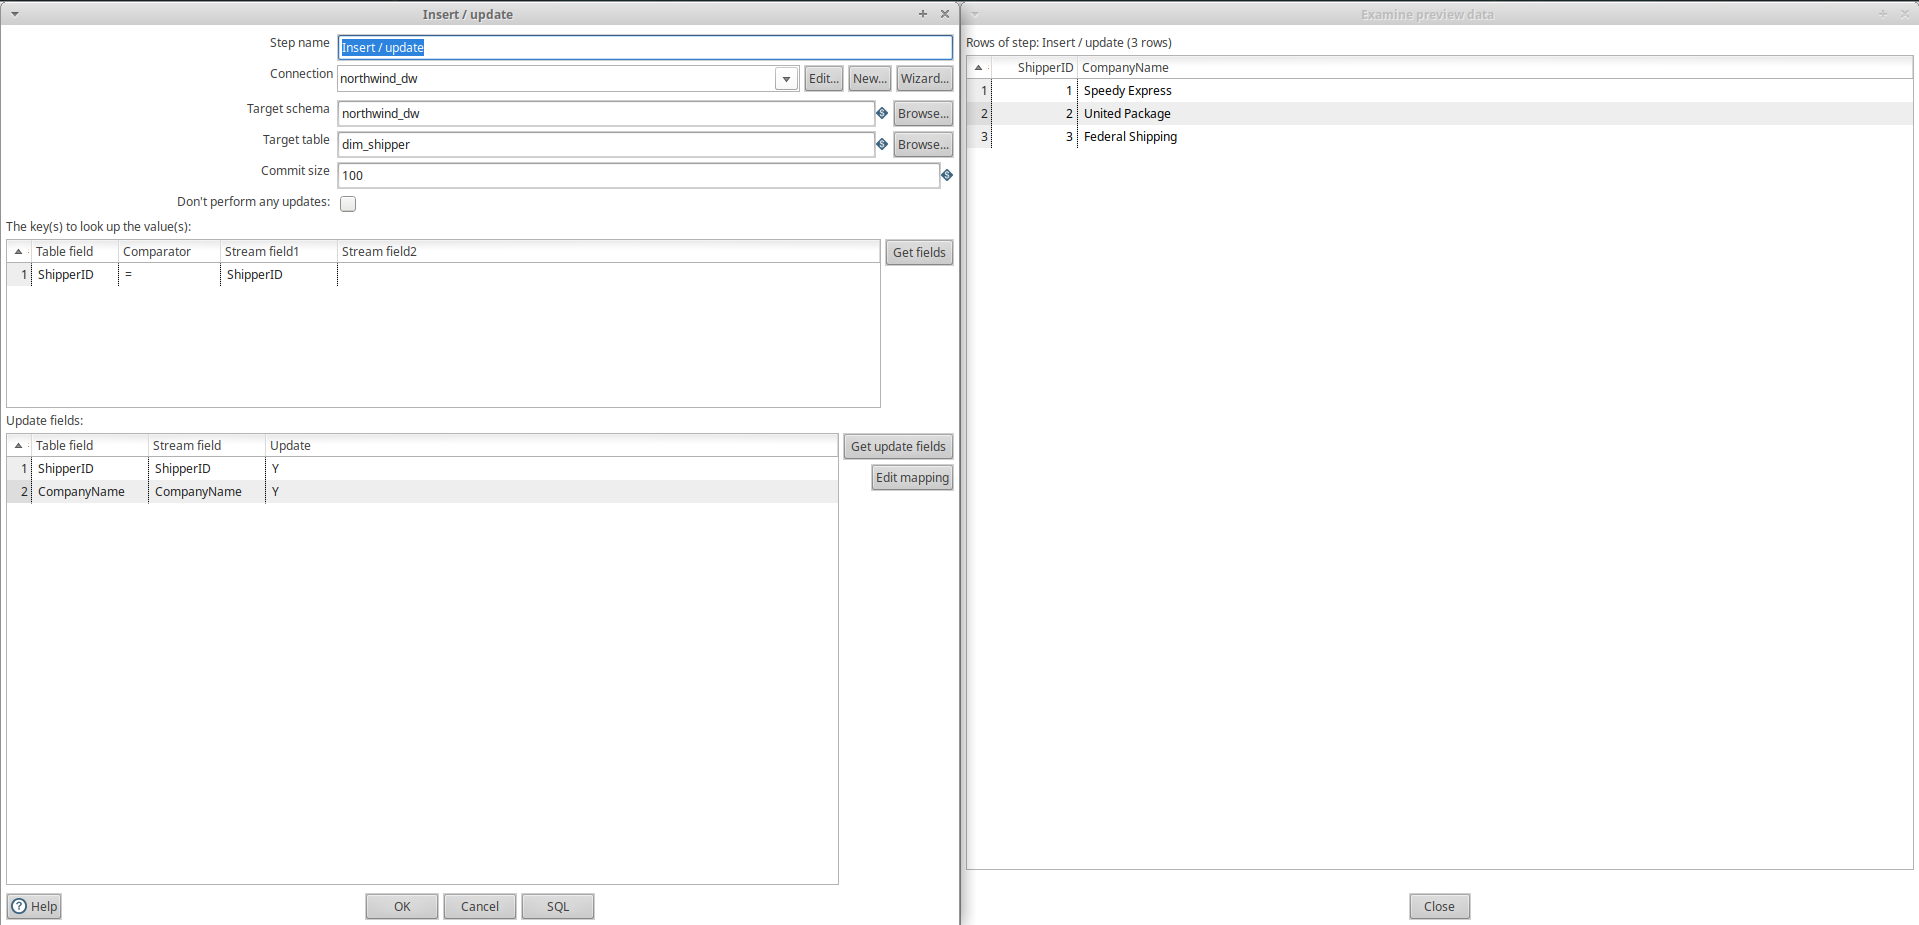 Insert / update
Step name Insert / update
Connection northwind_dw Edit... New... Wizard...
Target schema northwind_dw Browse...
Target table dim_shipper Browse...
Commit size 100
Don't perform any updates:
The key(s) to look up the value(s):
Table field Comparator Stream field1 Stream field2 Get fields
1 ShipperID = ShipperID
Update fields:
Table field Stream field Update Get update fields
1 ShipperID ShipperID Y
Edit mapping
2 CompanyName CompanyName Y
Help OK Cancel SQL
Examine preview data
Rows of step: Insert / update (3 rows)
ShipperID CompanyName
1 1 Speedy Express
2 2 United Package
3 3 Federal Shipping
Close